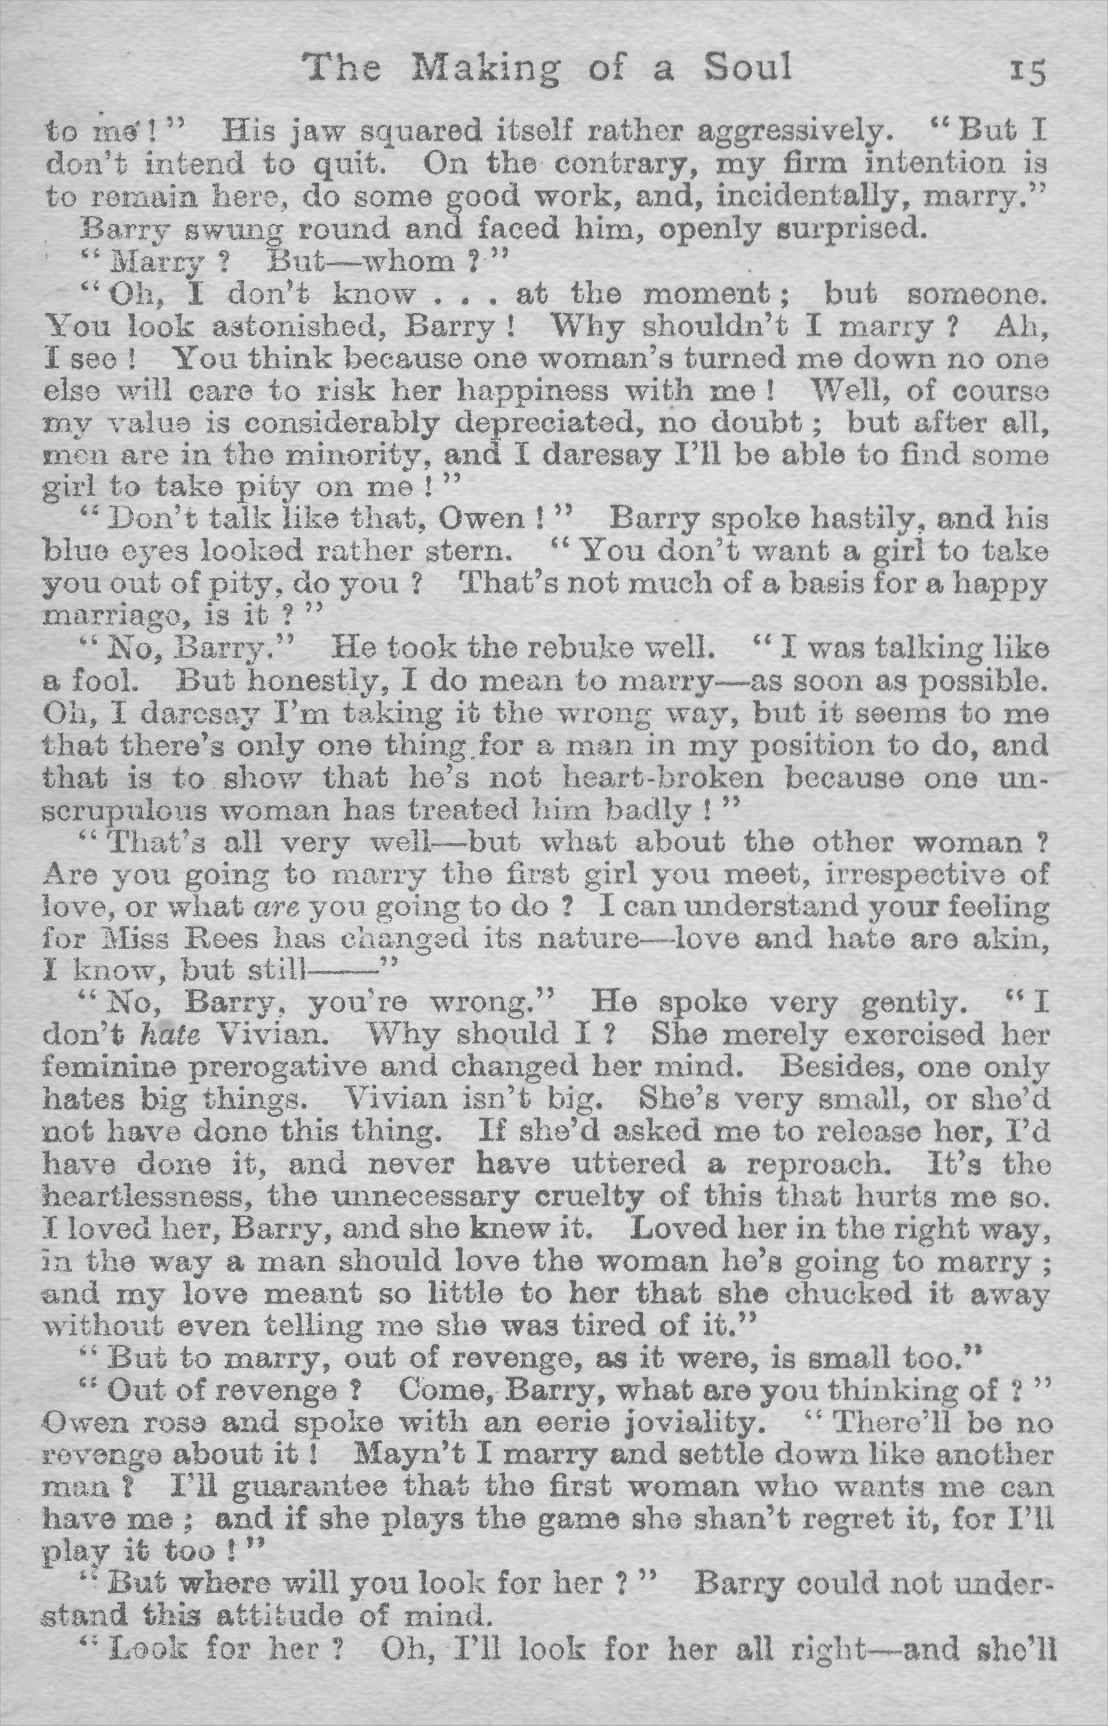 The Making of a Soul 15
to me!” His jaw squared itself rather aggressively. “But I
don’t intend to quit. On the contrary, my firm intention is
to remain here, do some good work, and, incidentally, marry.”
Barry swung round and faced him, openly surprised.
“Marry? But—whom?”
“Oh, I don’t know . . . at the moment; but someone.
You look astonished, Barry! Why shouldn’t I marry? Ah,
I see! You think because one woman’s turned me down no one
else will care to risk her happiness with me! Well, of course
my value is considerably depreciated, no doubt; but after all,
men are in the minority, and I daresay I’ll be able to find some
girl to take pity on me!”
“Don’t talk like that, Owen!” Barry spoke hastily, and his
blue eyes looked rather stern. “You don’t want a girl to take
you out of pity, do you? That’s not much of a basis for a happy
marriage, is it?”
“No, Barry.” He took the rebuke well. “I was talking like
a fool. But honestly, I do mean to marry—as soon as possible.
Oh, I daresay I’m taking it the wrong way, but it seems to me
that there’s only one thing for a man in my position to do, and
that is to show that he’s not heart-broken because one un-
scrupulous woman has treated him badly!”
“That’s all very well—but what about the other woman?
Are you going to marry the first girl you meet, irrespective of
love, or what are you going to do? I can understand your feeling
for Miss Rees has changed its nature—love and hate are akin,
I know, but still——”
“No, Barry, you’re wrong.” He spoke very gently. “I
don’t hate Vivian. Why should I? She merely exercised her
feminine prerogative and changed her mind. Besides, one only
hates big things. Vivian isn’t big. She’s very small, or she’d
not have done this thing. If she’d asked me to release her, I’d
have done it, and never have uttered a reproach. It’s the
heartlessness, the unnecessary cruelty of this that hurts me so.
I loved her, Barry, and she knew it. Loved her in the right way,
in the way a man should love the woman he’s going to marry;
and my love meant so little to her that she chucked it away
without even telling me she was tired of it.”
“But to marry, out of revenge, as it were, is small too.”
“Out of revenge? Come, Barry, what are you thinking of?”
Owen rose and spoke with an eerie joviality. “There’ll be no
revenge about it! Mayn’t I marry and settle down like another
man? I’ll guarantee that the first woman who wants me can
have me; and if she plays the game she shan’t regret it, for I’ll
play it too!”
“But where will you look for her?” Barry could not under-
stand this attitude of mind.
“Look for her? Oh, I’ll look for her all right—and she’ll